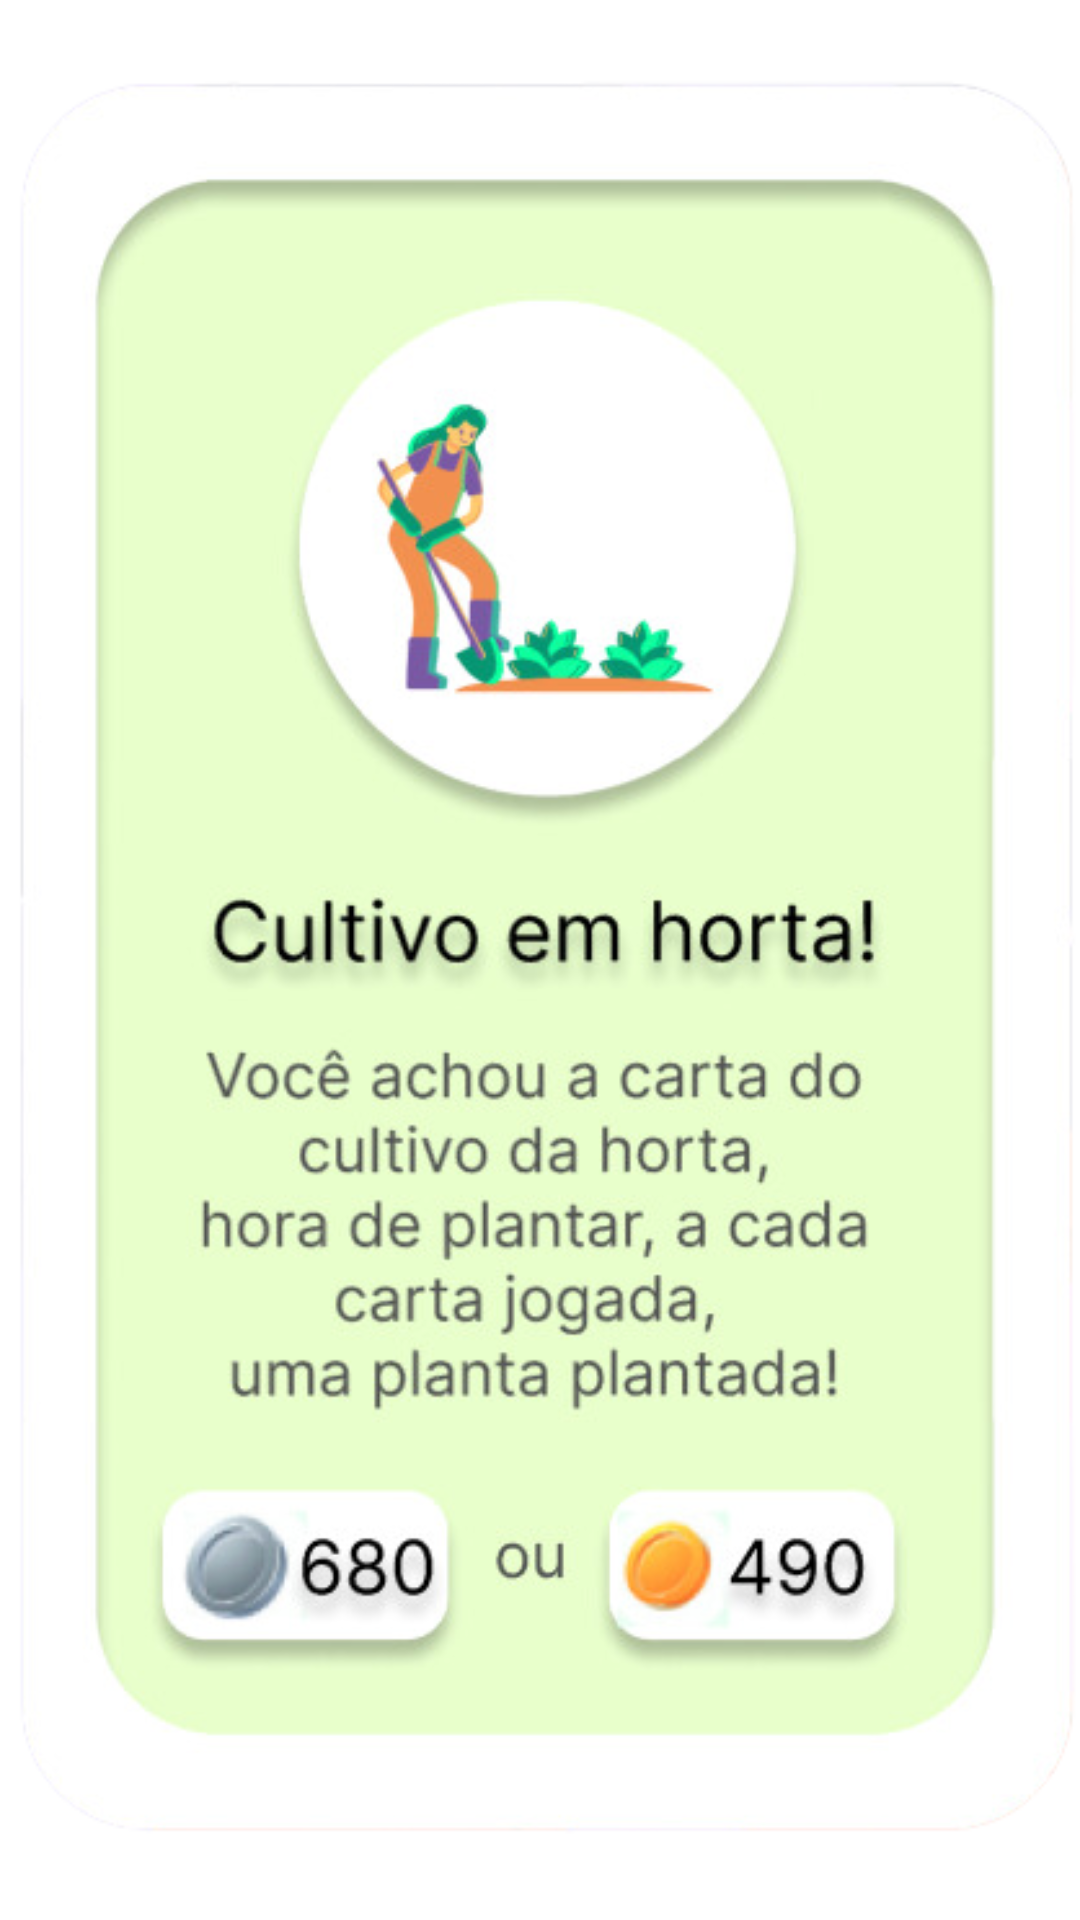 Cultivo em horta!
Você achou a carta do
cultivo da horta,
hora de plantar, a cada
carta jogada,
uma planta plantada!
680 ou 490